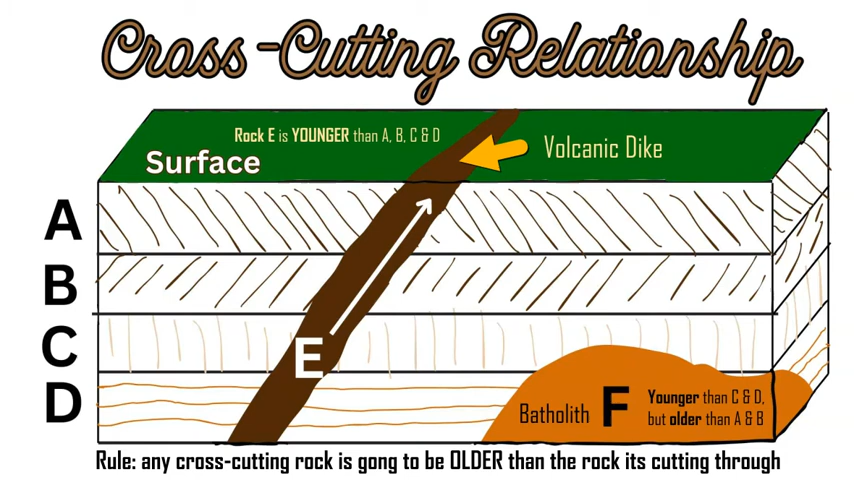 Cross-Cutting Relationship
Rock E is YOUNGER than A, B, C & D
Volcanic Dike
Surface
A
B
C
E
D
Batholith F
Younger than C & D,
but older than A & B
Rule: any cross-cutting rock is gong to be OLDER than the rock its cutting through